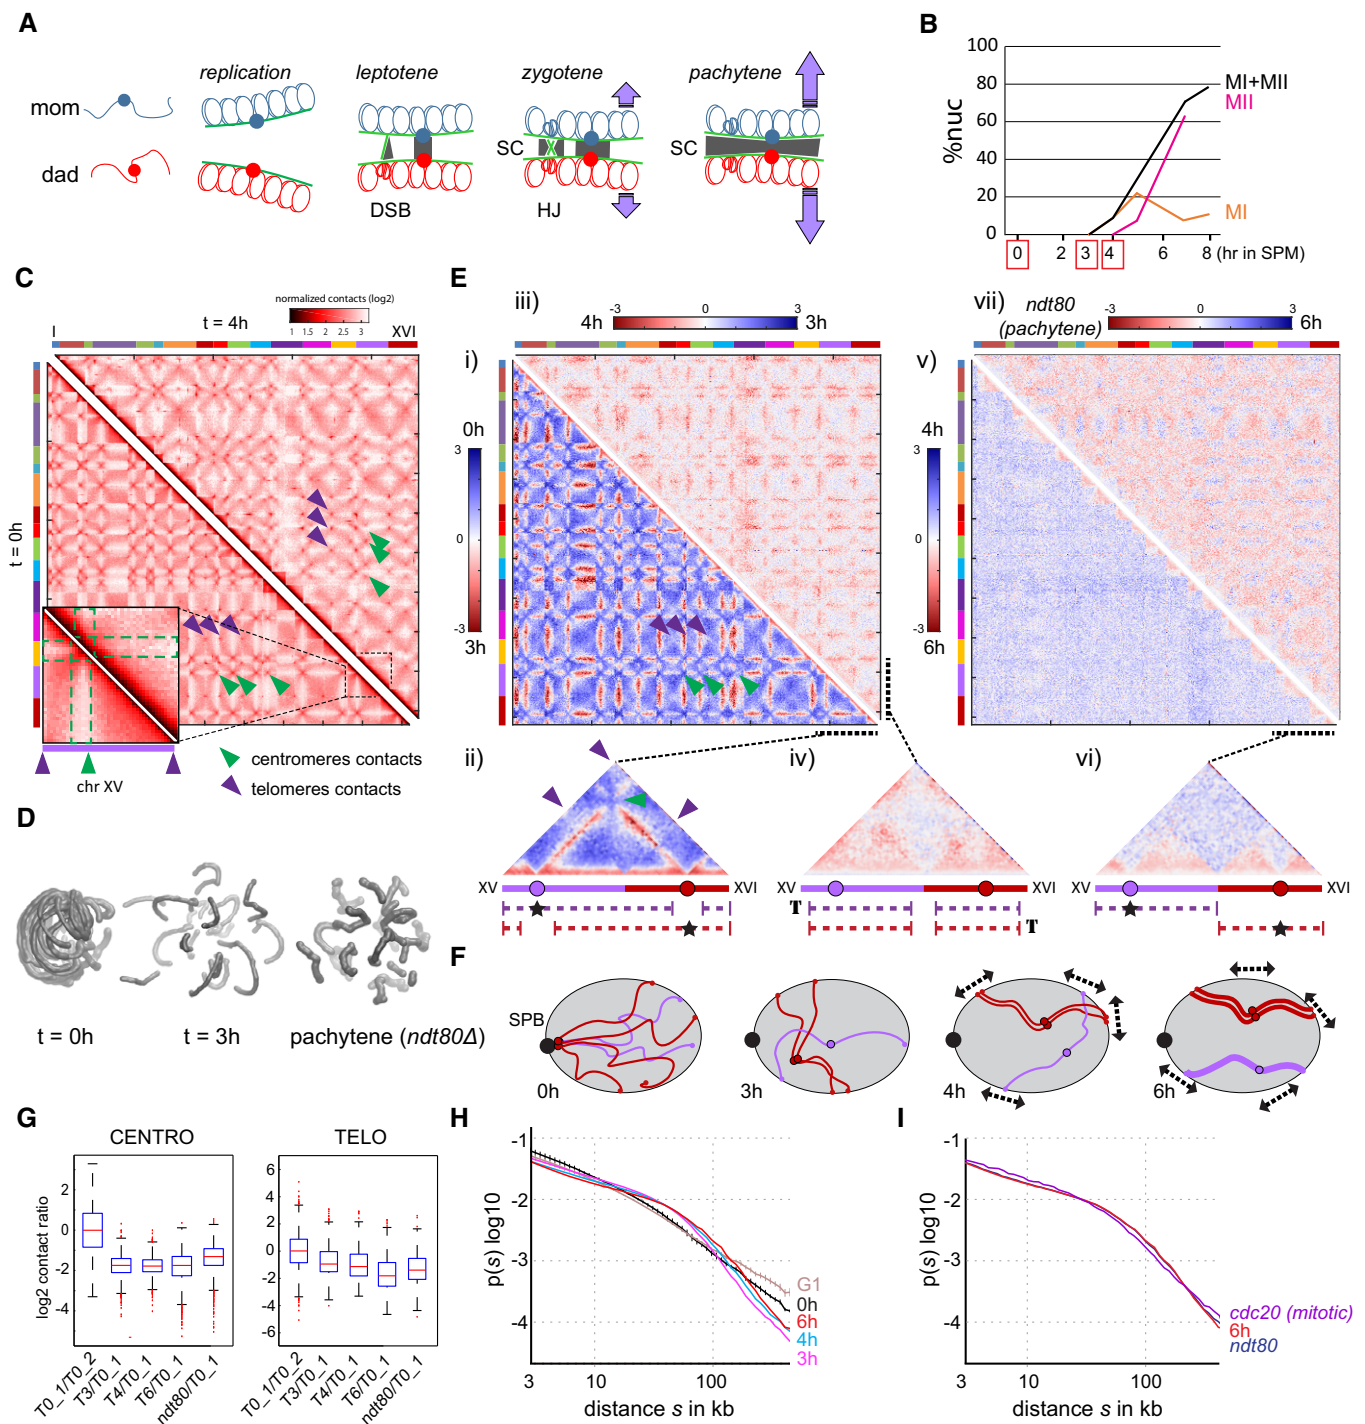 A
replication
leptotene
zygotene
pachytene
mom
dad
SC
SC
DSB
HJ
B
%nuc
100
80
60
40
20
0
MI+MII
MII
MI
0 2 3 4 6 8 (hr in SPM)
C
normalized contacts (log2)
1 1.5 2 2.5 3
t = 4h
I XVI
t = 0h
chr XV
centromeres contacts
telomeres contacts
D
t = 0h
t = 3h
pachytene (ndt80Δ)
E
iii)
-3 0 3
4h 3h
i)
0h
3
0
-3
3h
vii)
ndt80
(pachytene)
-3 0 3
6h
v)
4h
3
0
-3
6h
ii)
iv)
vi)
XV XVI
XV XVI
XV XVI
T
T
F
SPB
0h
3h
4h
6h
G
CENTRO
TELO
log2 contact ratio
2
0
-2
-4
6
4
2
0
-2
-4
-6
T0_1/T0_2
T3/T0_1
T4/T0_1
T6/T0_1
ndt80/T0_1
T0_1/T0_2
T3/T0_1
T4/T0_1
T6/T0_1
ndt80/T0_1
H
p(s) log10
-1
-2
-3
-4
G1
0h
6h
4h
3h
3 10 100
distance s in kb
I
p(s) log10
-1
-2
-3
-4
cdc20 (mitotic)
6h
ndt80
3 10 100
distance s in kb